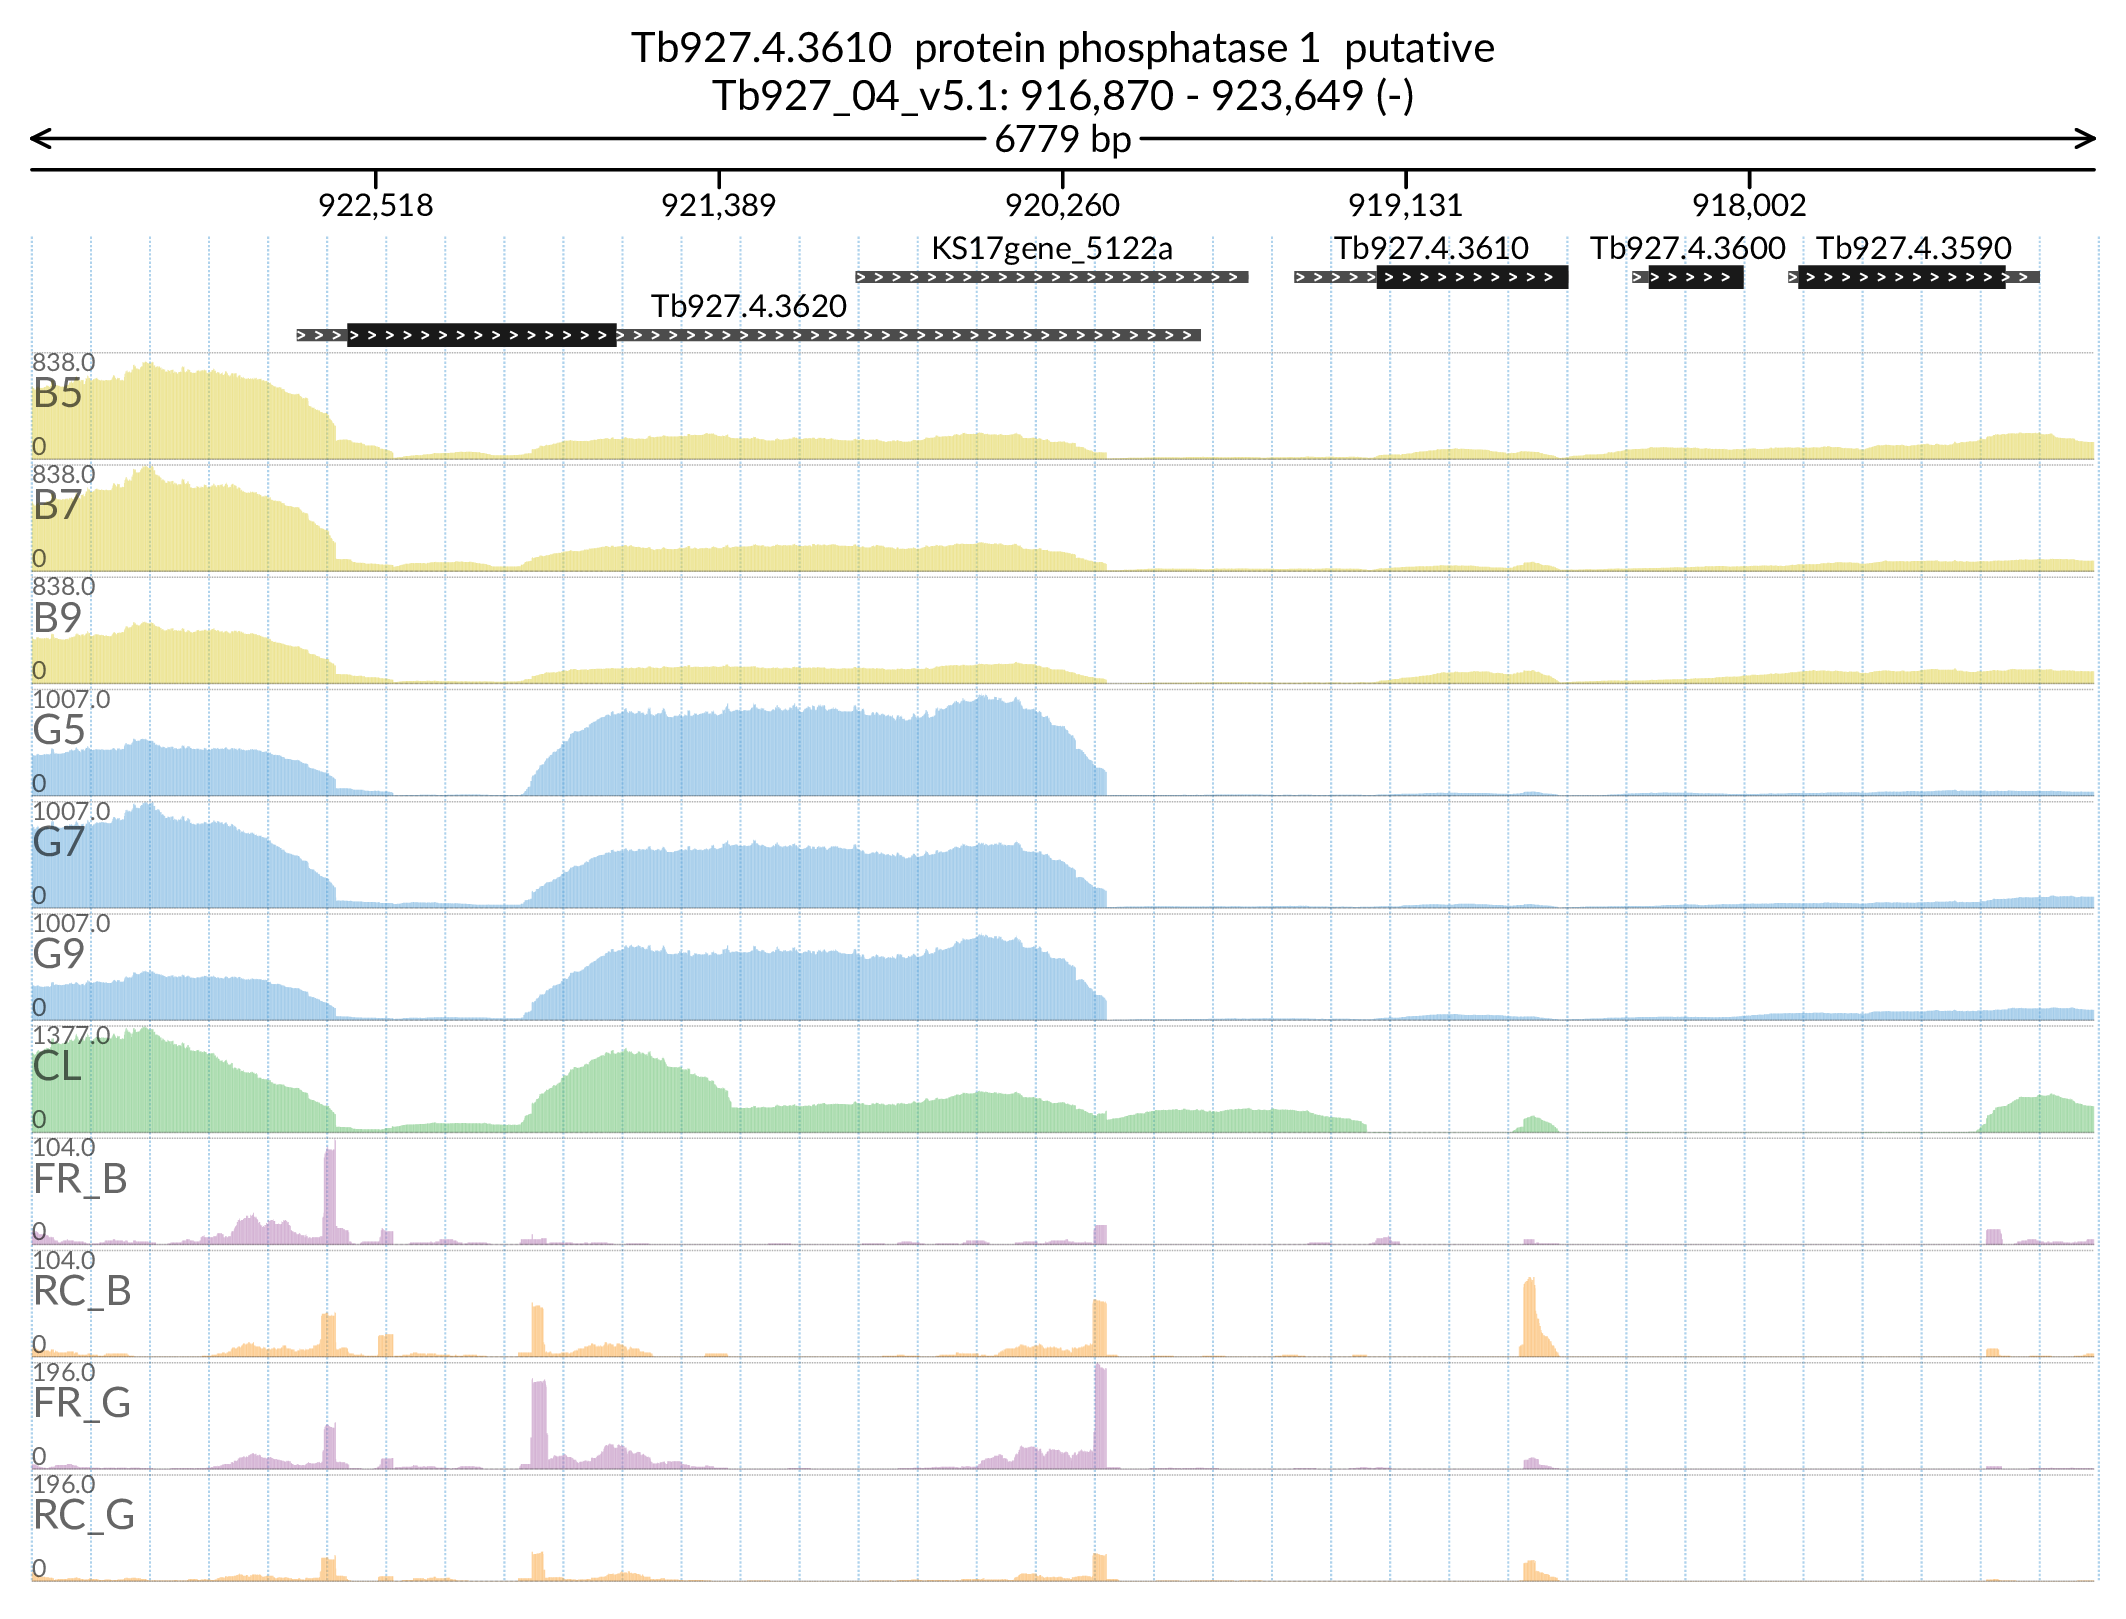 Tb927.4.3610 protein phosphatase 1 putative
Tb927_04_v5.1: 916,870 - 923,649 (-)
6779 bp
922,518 921,389 920,260 919,131 918,002
KS17gene_5122a Tb927.4.3610 Tb927.4.3600 Tb927.4.3590
Tb927.4.3620
838.0
B5
0
838.0
B7
0
838.0
B9
0
1007.0
G5
0
1007.0
G7
0
1007.0
G9
0
1377.0
CL
0
104.0
FR_B
0
104.0
RC_B
0
196.0
FR_G
0
196.0
RC_G
0